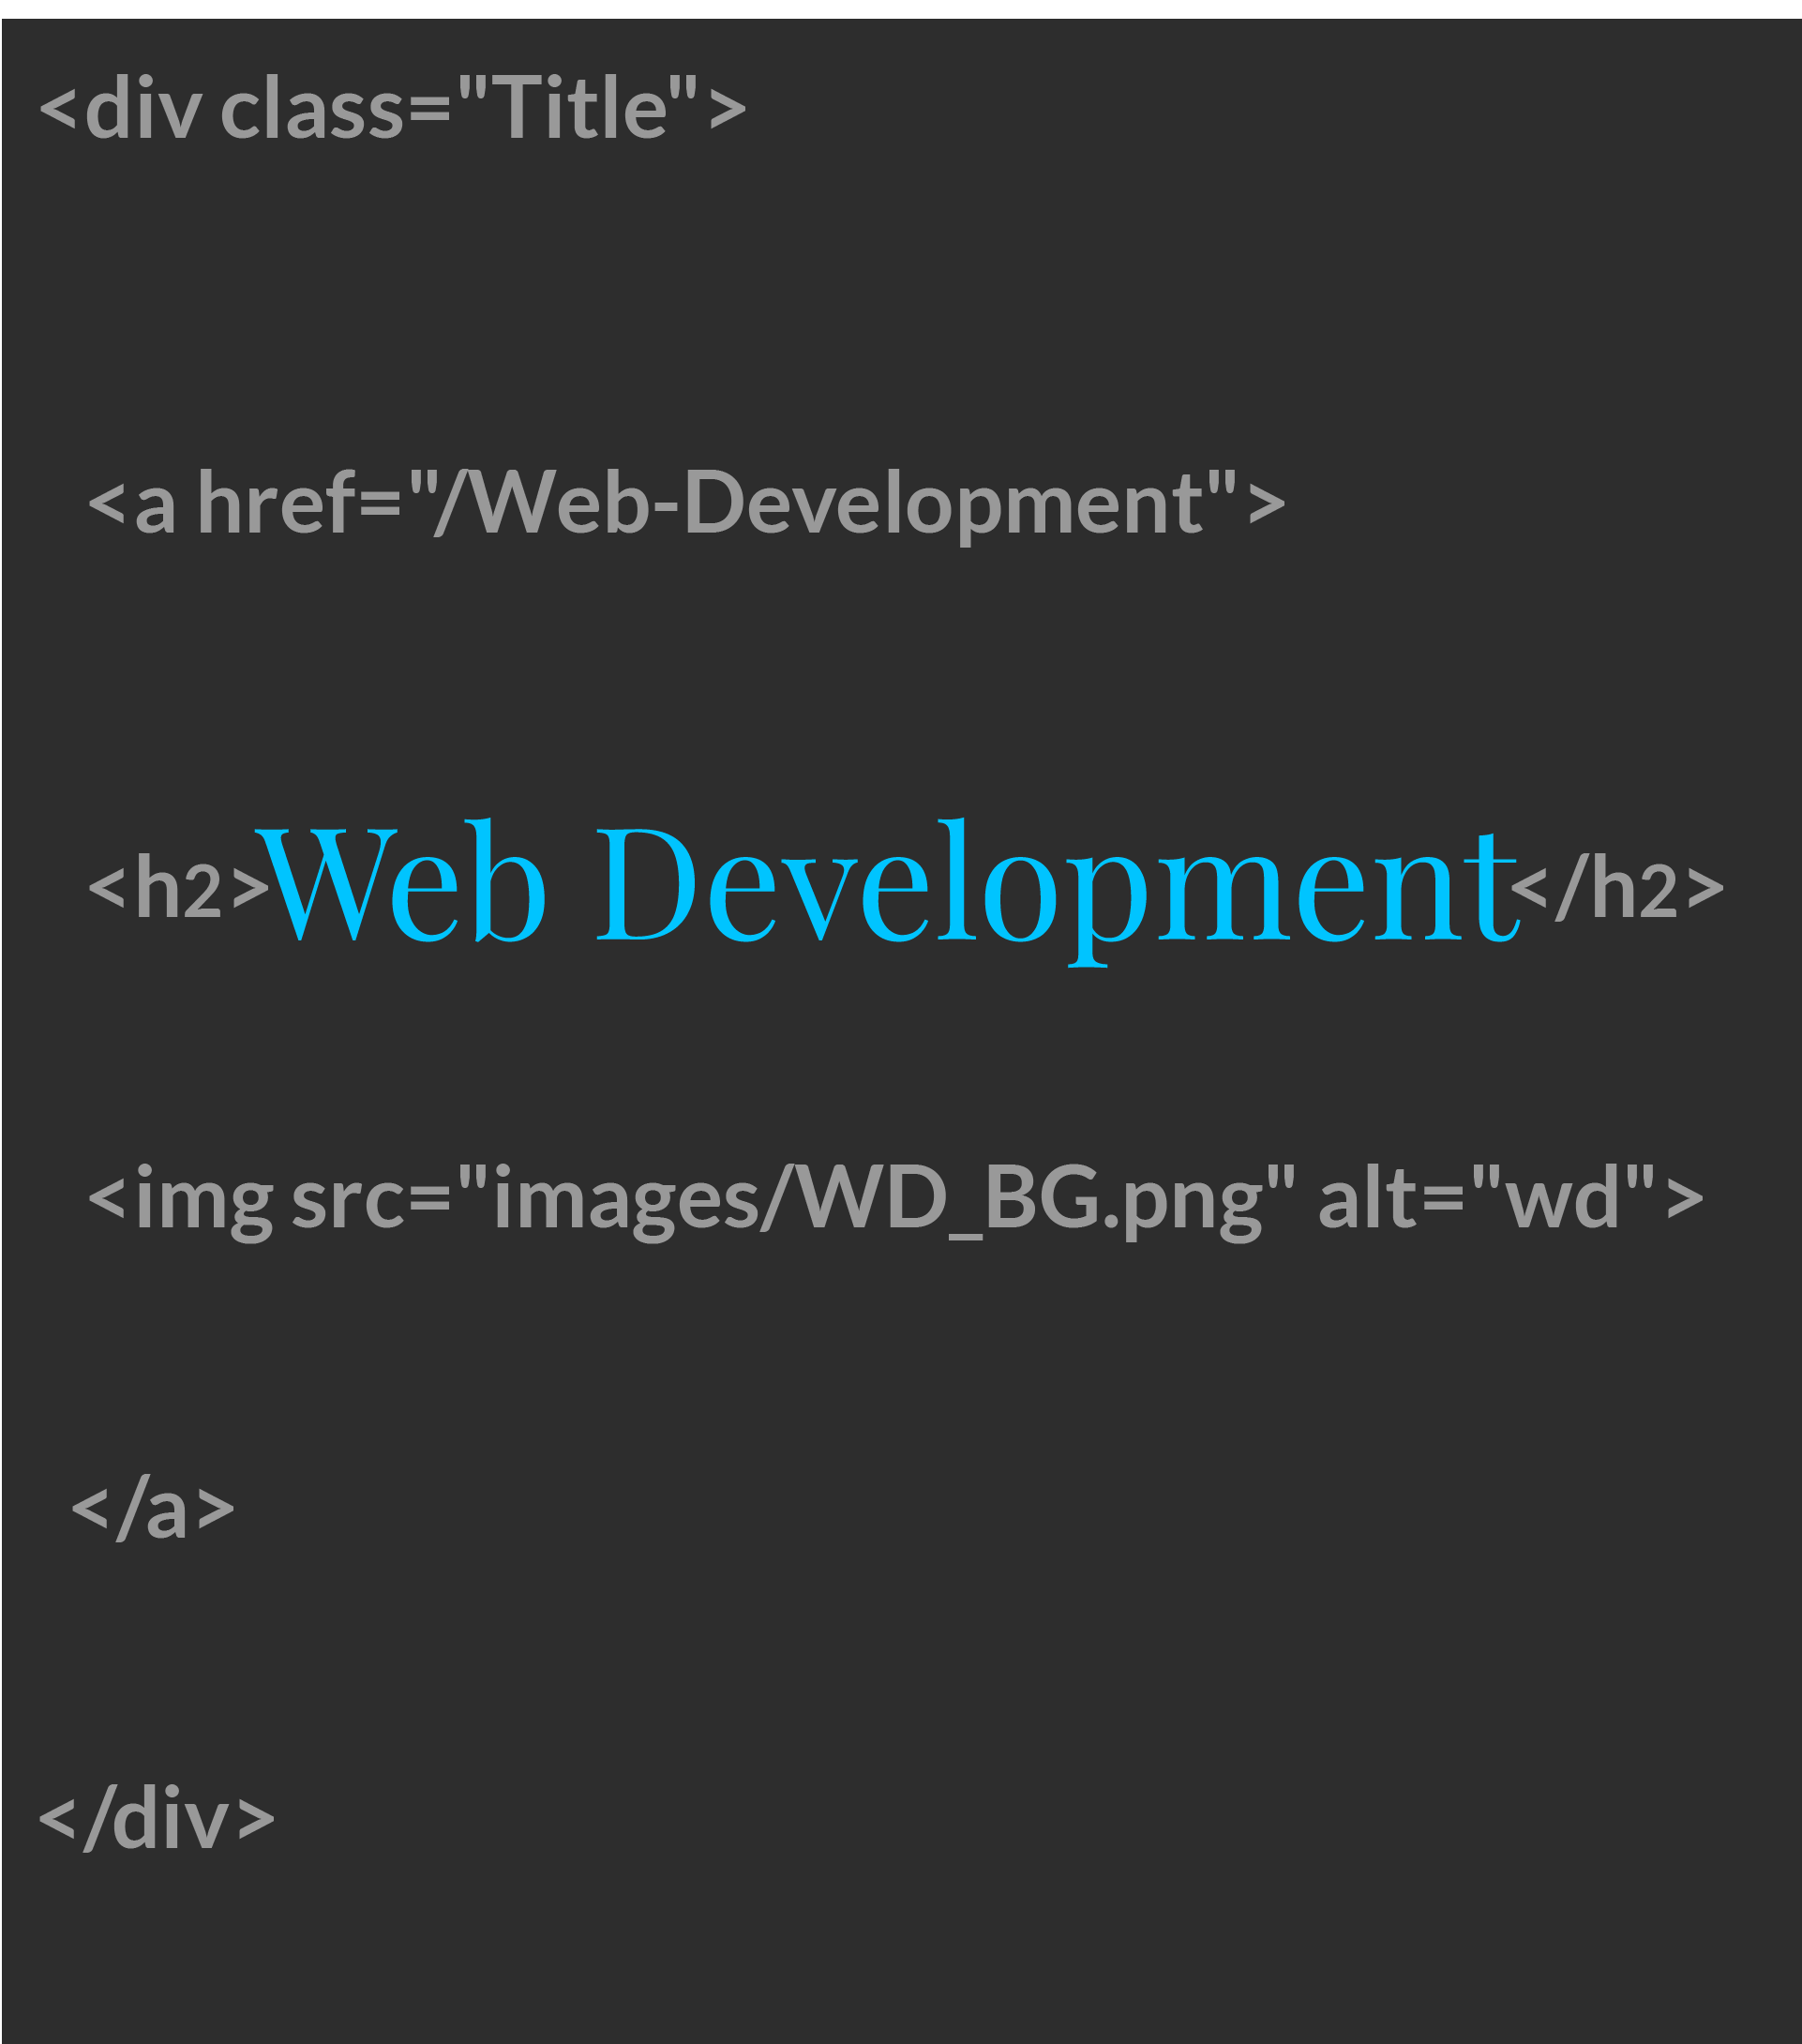 <div class="Title">
<a href="/Web-Development">
<h2>Web Development</h2>
<img src="images/WD_BG.png" alt="wd">
</a>
</div>